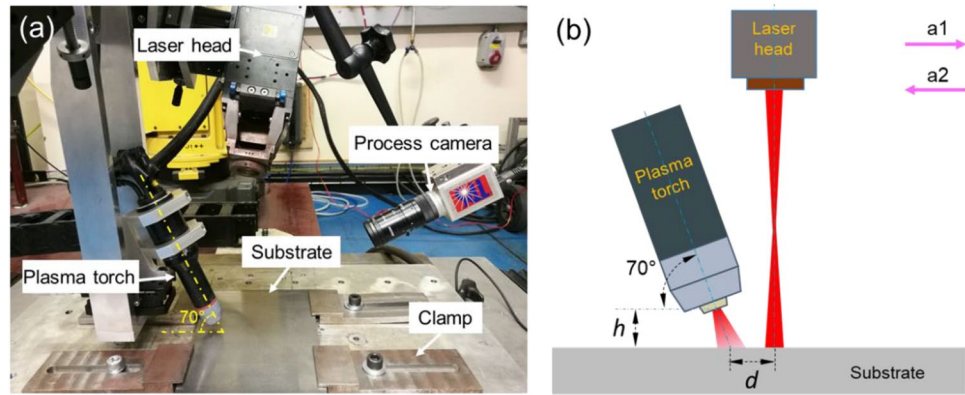 (a)
Laser head
Process camera
Substrate
Plasma torch
70°
Clamp
(b)
Laser
head
a1
a2
Plasma
torch
70°
h
d
Substrate